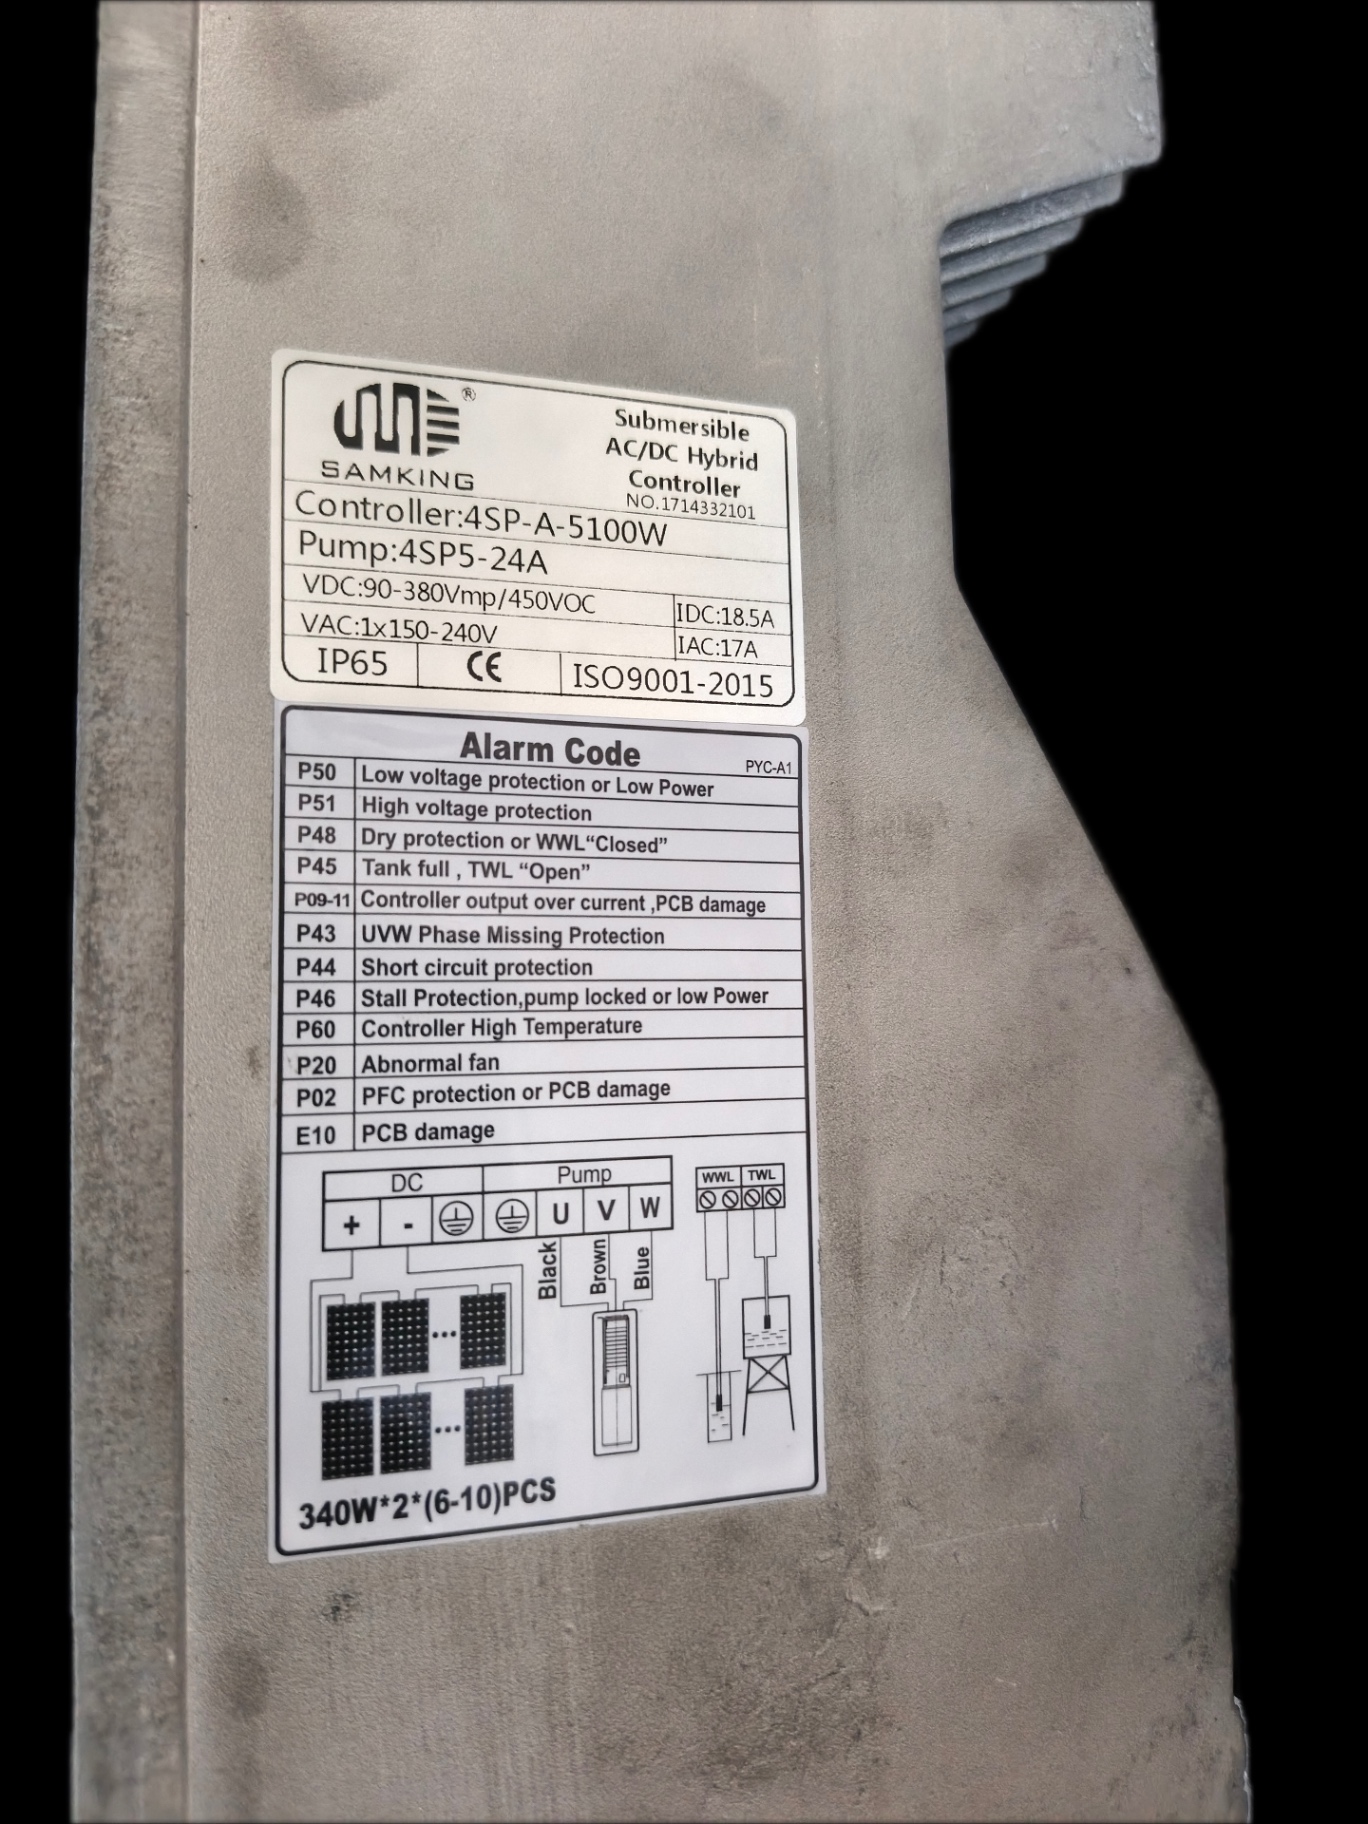 ®
SAMKING
Submersible
AC/DC Hybrid
Controller
NO.1714332101
Controller:4SP-A-5100W
Pump:4SP5-24A
VDC:90-380Vmp/450VOC IDC:18.5A
VAC:1x150-240V IAC:17A
IP65 CE ISO9001-2015
Alarm Code PYC-A1
P50 Low voltage protection or Low Power
P51 High voltage protection
P48 Dry protection or WWL“Closed”
P45 Tank full , TWL “Open”
P09-11 Controller output over current ,PCB damage
P43 UVW Phase Missing Protection
P44 Short circuit protection
P46 Stall Protection,pump locked or low Power
P60 Controller High Temperature
P20 Abnormal fan
P02 PFC protection or PCB damage
E10 PCB damage
DC Pump WWL TWL
+ - U V W
Black Brown Blue
340W*2*(6-10)PCS